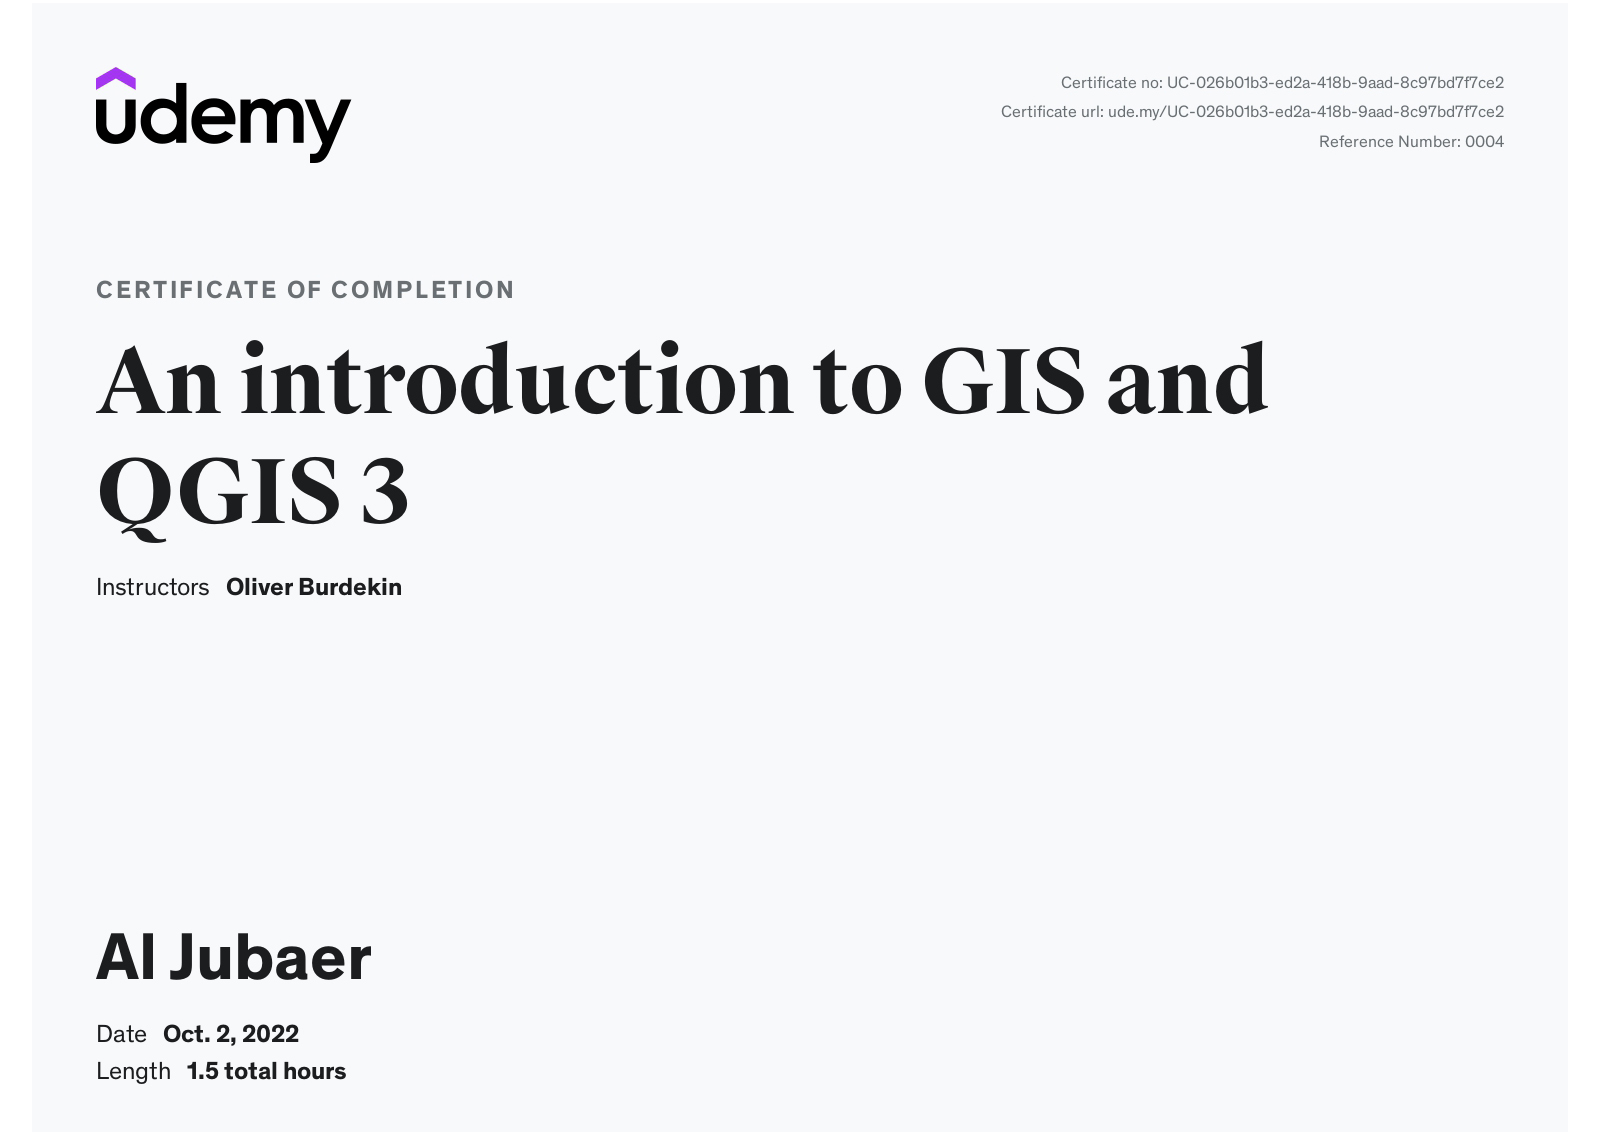 udemy
Certificate no: UC-026b01b3-ed2a-418b-9aad-8c97bd7f7ce2
Certificate url: ude.my/UC-026b01b3-ed2a-418b-9aad-8c97bd7f7ce2
Reference Number: 0004
CERTIFICATE OF COMPLETION
An introduction to GIS and
QGIS 3
Instructors Oliver Burdekin
Al Jubaer
Date Oct. 2, 2022
Length 1.5 total hours